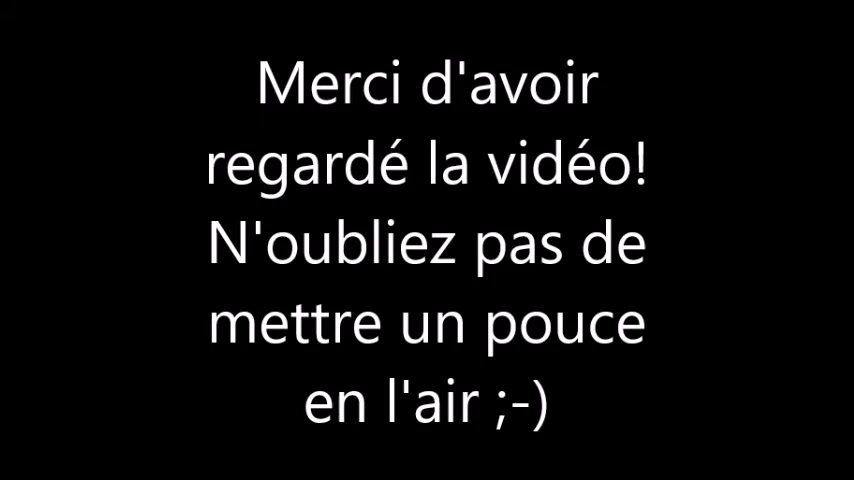 Merci d'avoir
regardé la vidéo!
N'oubliez pas de
mettre un pouce
en l'air ;-)